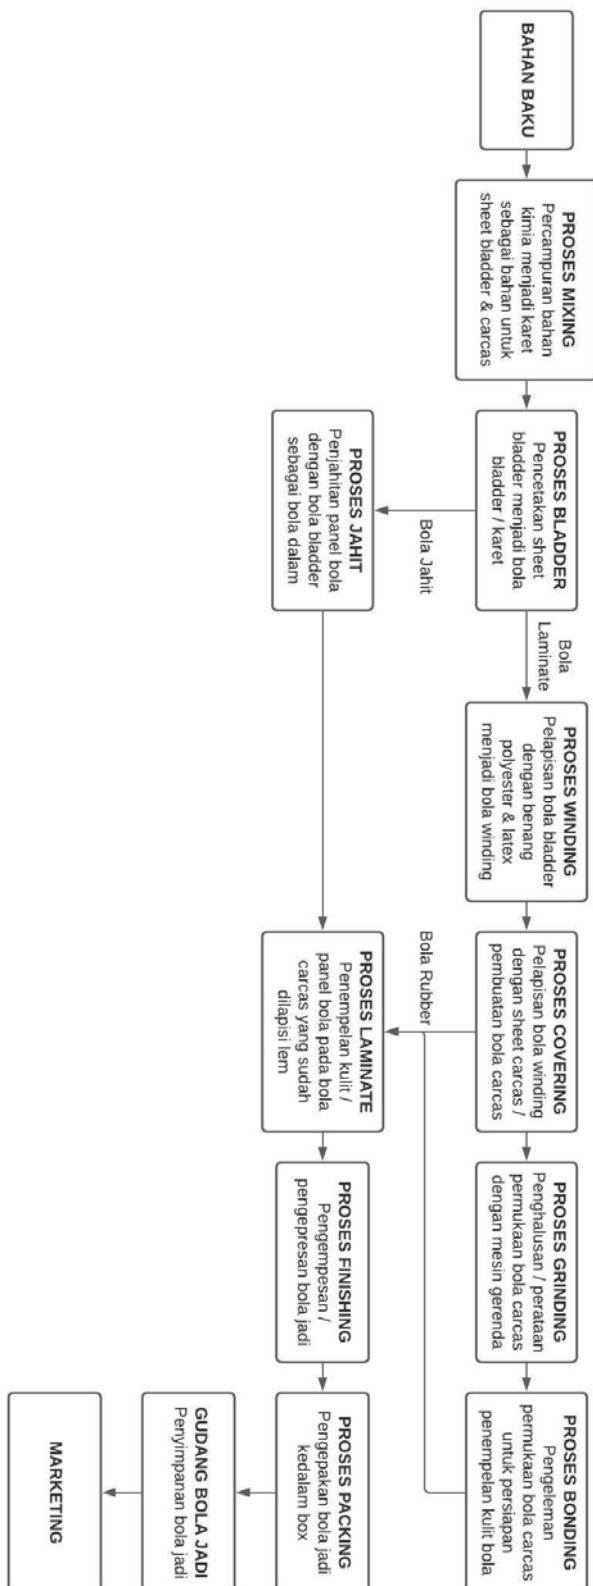 BAHAN BAKU
PROSES MIXING
Percampuran bahan
kimia menjadi karet
sebagai bahan untuk
sheet bladder & carcas
PROSES BLADDER
Pencetakan sheet
bladder menjadi bola
bladder / karet
Bola Jahit
PROSES JAHIT
Penjahitan panel bola
dengan bola bladder
sebagai bola dalam
Bola
Laminate
PROSES WINDING
Pelapisan bola bladder
dengan benang
polyester & latex
menjadi bola winding
PROSES COVERING
Pelapisan bola winding
dengan sheet carcas /
pembuatan bola carcas
Bola Rubber
PROSES LAMINATE
Penempelan kulit /
panel bola pada bola
carcas yang sudah
dilapisi lem
PROSES GRINDING
Penghalusan / perataan
permukaan bola carcas
dengan mesin gerenda
PROSES FINISHING
Pengempesan /
pengepresan bola jadi
PROSES BONDING
Pengeleman
permukaan bola carcas
untuk persiapan
penempelan kulit bola
PROSES PACKING
Pengepakan bola jadi
kedalam box
GUDANG BOLA JADI
Penyimpanan bola jadi
MARKETING